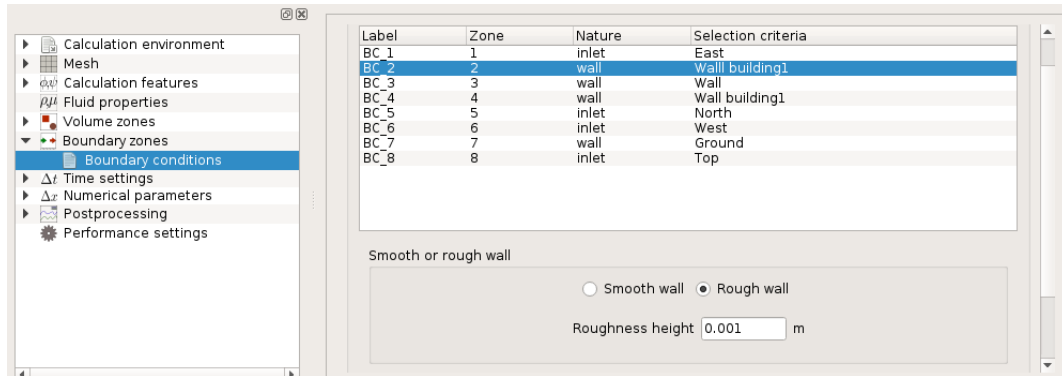 Calculation environment
Mesh
Calculation features
Fluid properties
Volume zones
Boundary zones
Boundary conditions
Δt Time settings
Δx Numerical parameters
Postprocessing
Performance settings
Label Zone Nature Selection criteria
BC_1 1 inlet East
BC_2 2 wall Walll building1
BC_3 3 wall Wall
BC_4 4 wall Wall building1
BC_5 5 inlet North
BC_6 6 inlet West
BC_7 7 wall Ground
BC_8 8 inlet Top
Smooth or rough wall
Smooth wall Rough wall
Roughness height 0.001 m